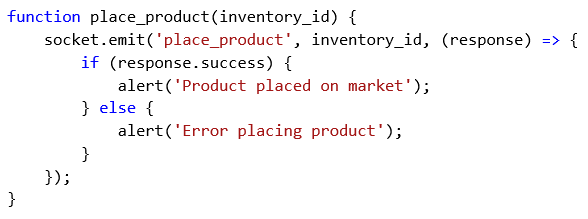 function place_product(inventory_id) {
    socket.emit('place_product', inventory_id, (response) => {
        if (response.success) {
            alert('Product placed on market');
        } else {
            alert('Error placing product');
        }
    });
}